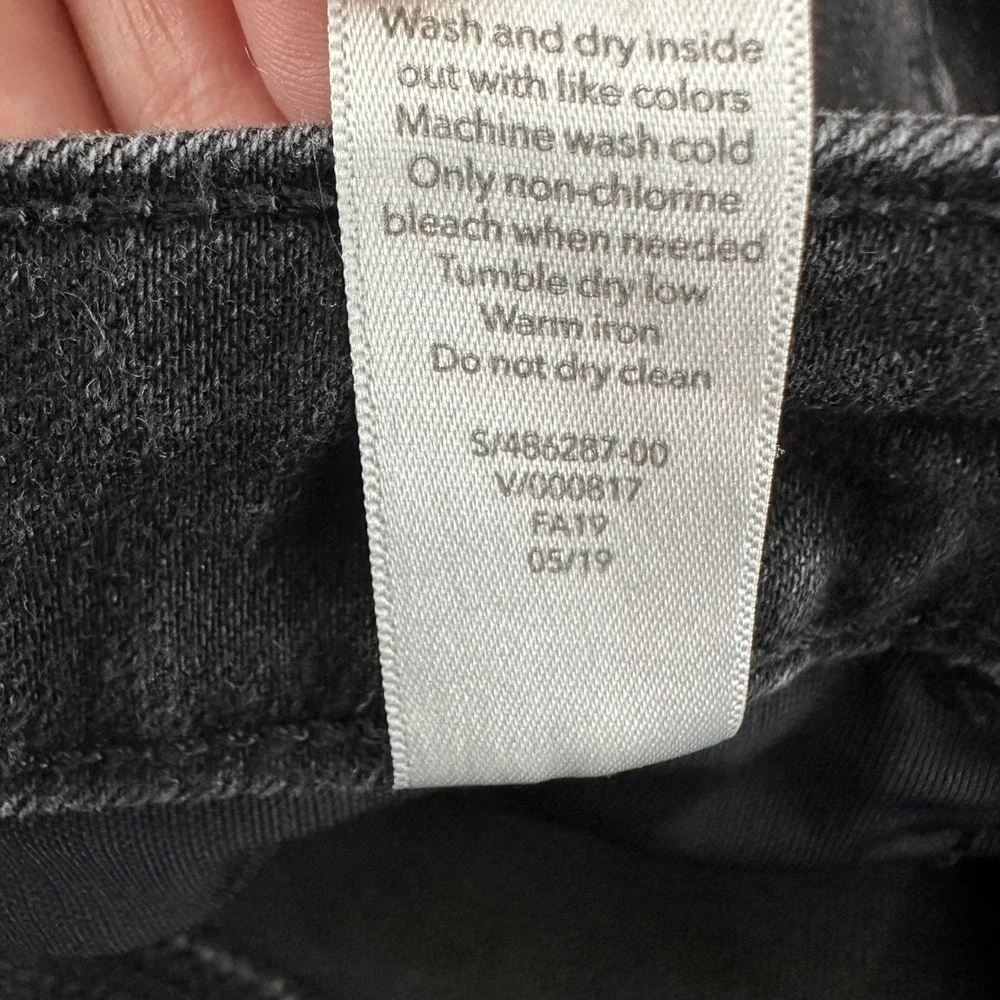 Wash and dry inside
out with like colors
Machine wash cold
Only non-chlorine
bleach when needed
Tumble dry low
Warm iron
Do not dry clean
S/486287-00
V/000817
FA19
05/19